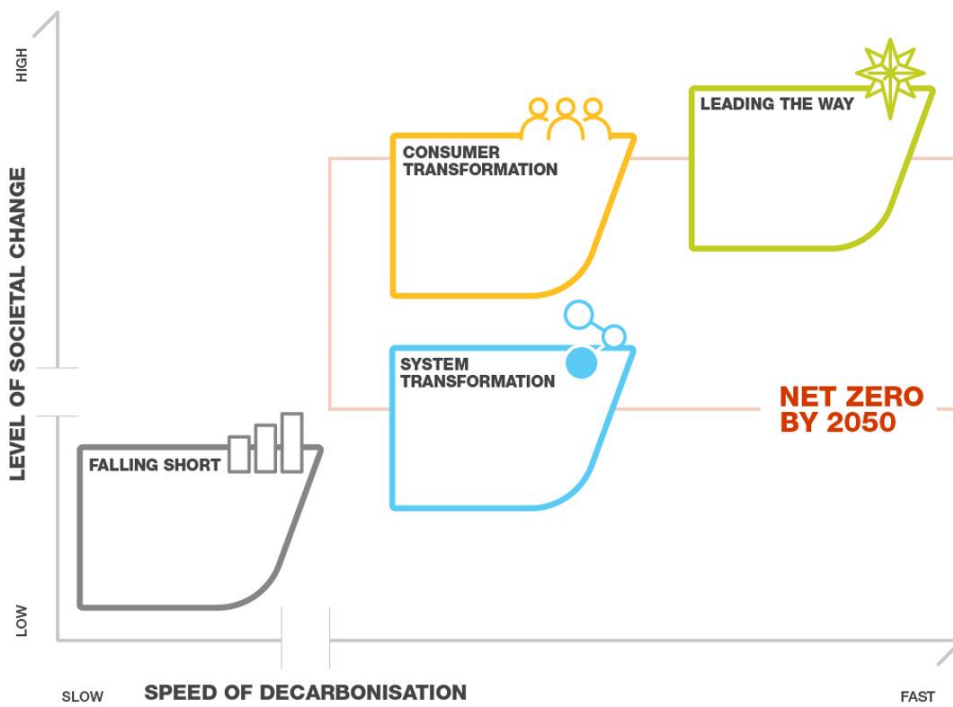 HIGH
LEVEL OF SOCIETAL CHANGE
LOW
LEADING THE WAY
CONSUMER
TRANSFORMATION
SYSTEM
TRANSFORMATION
NET ZERO
BY 2050
FALLING SHORT
SLOW
SPEED OF DECARBONISATION
FAST